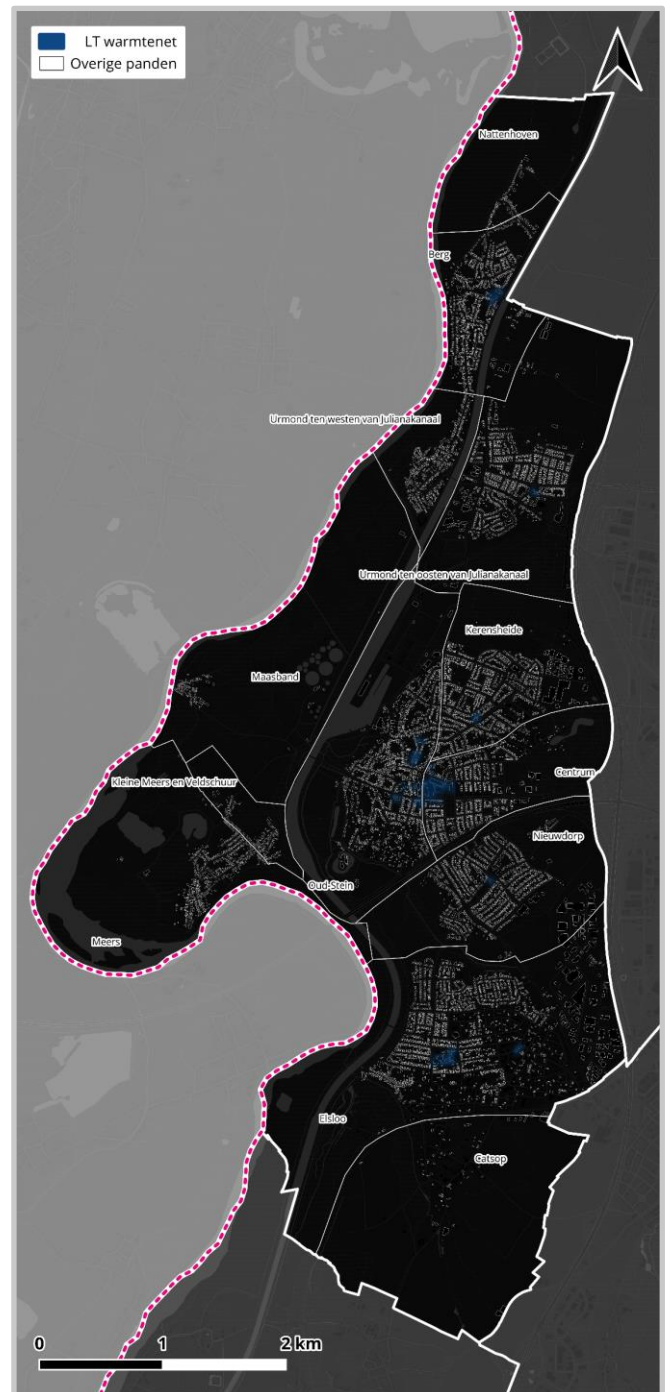 LT warmtenet
Overige panden
Nattenhoven
Berg
Urmond ten westen van Julianakanaal
Urmond ten oosten van Julianakanaal
Kerensheide
Maasband
Centrum
Kleine Meers en Veldschuur
Nieuwdorp
Oud-Stein
Meers
Elsloo
Catsop
0 1 2 km